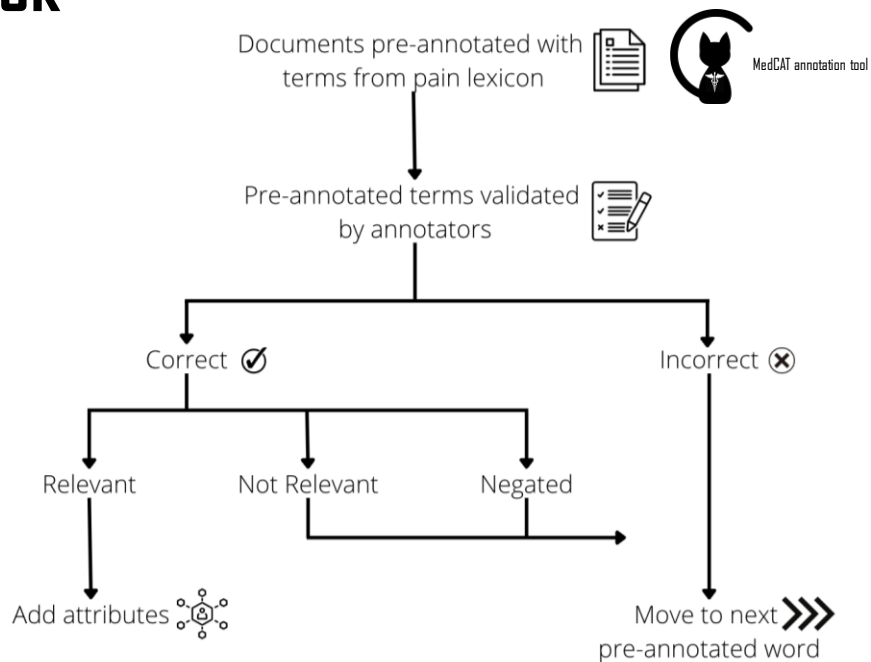 Documents pre-annotated with
terms from pain lexicon
MedCAT annotation tool
Pre-annotated terms validated
by annotators
Correct
Incorrect
Relevant
Not Relevant
Negated
Add attributes
Move to next
pre-annotated word